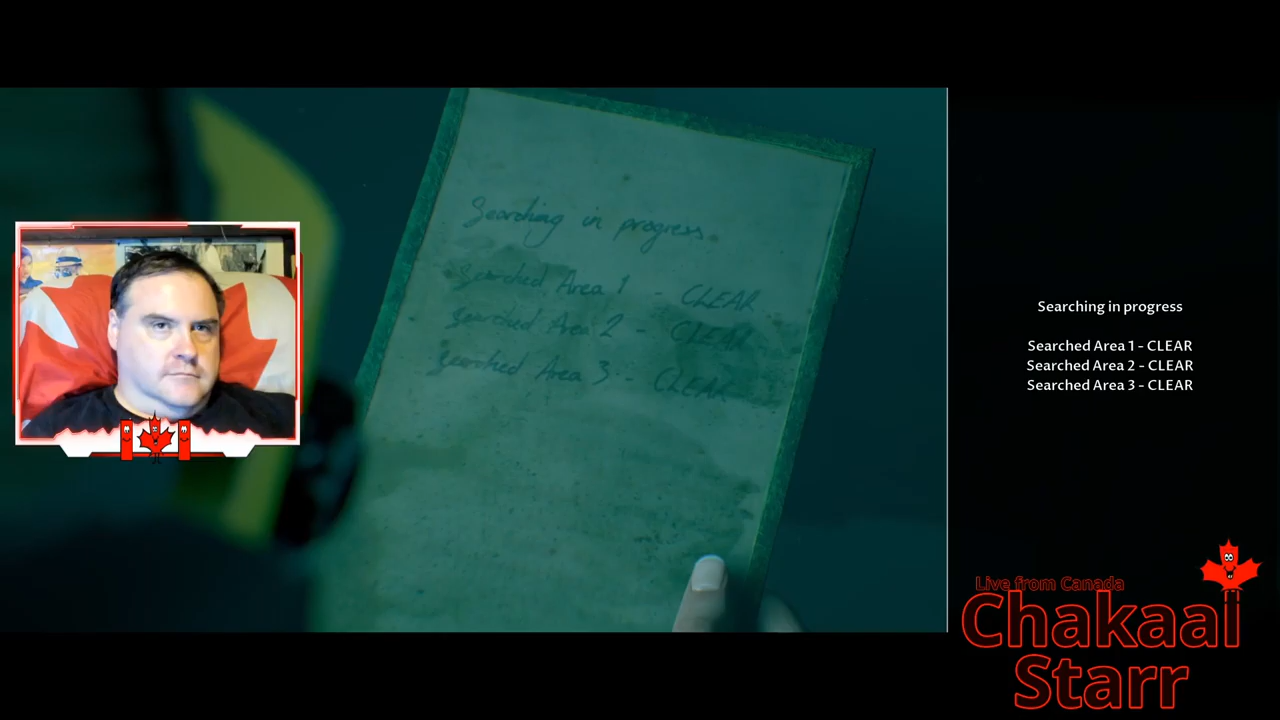 Searching in progress.
Searched Area 1 - CLEAR
Searched Area 2 - CLEAR
Searched Area 3 - CLEAR
Searching in progress
Searched Area 1 - CLEAR
Searched Area 2 - CLEAR
Searched Area 3 - CLEAR
Live from Canada
Chakaal
Starr